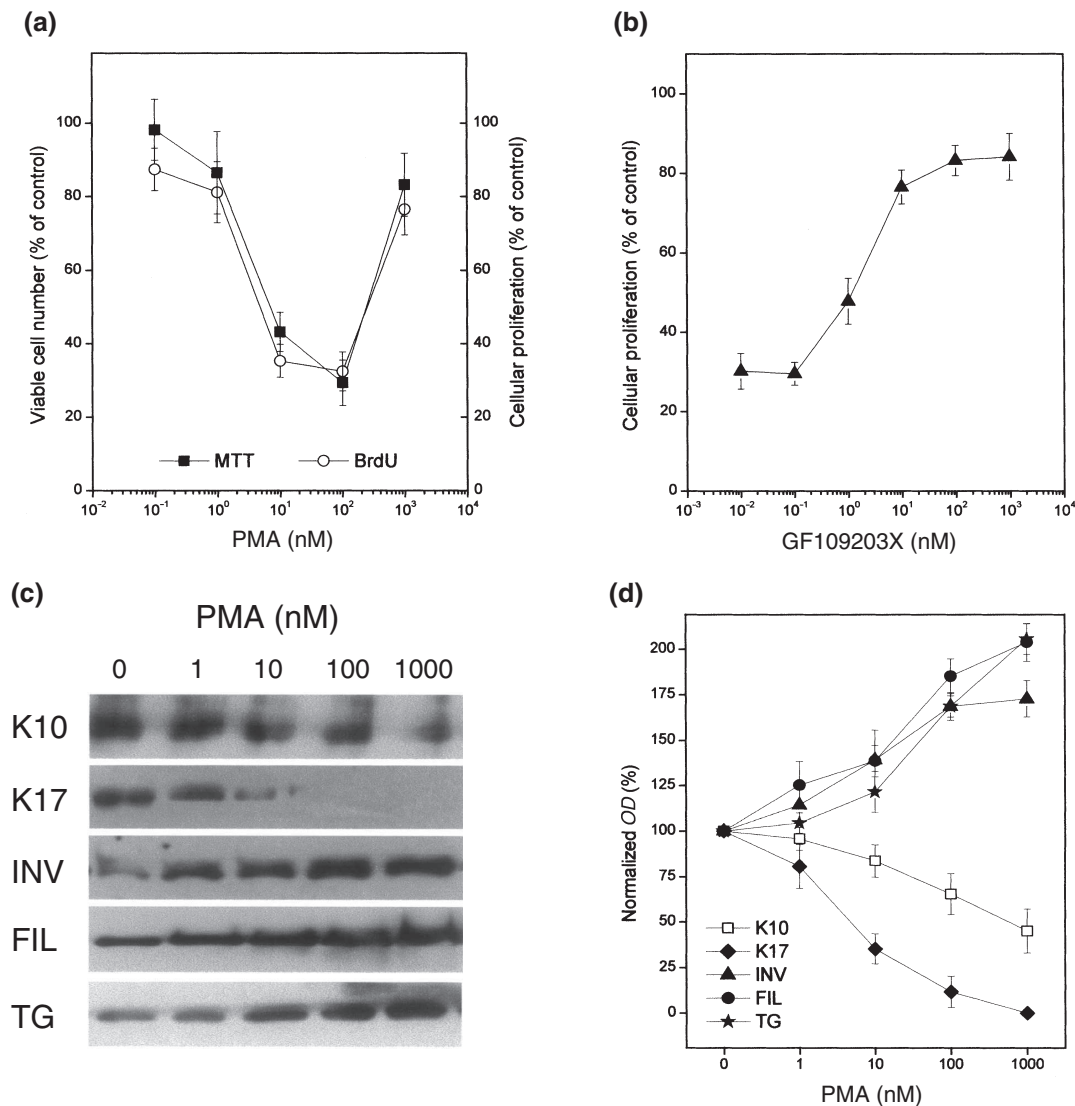 (a)
Viable cell number (% of control)
100
80
60
40
20
0
100
80
60
40
20
0
Cellular proliferation (% of control)
MTT
BrdU
10⁻² 10⁻¹ 10⁰ 10¹ 10² 10³ 10⁴
PMA (nM)
(b)
Cellular proliferation (% of control)
100
80
60
40
20
0
10⁻³ 10⁻² 10⁻¹ 10⁰ 10¹ 10² 10³ 10⁴
GF109203X (nM)
(c)
PMA (nM)
0 1 10 100 1000
K10
K17
INV
FIL
TG
(d)
Normalized OD (%)
200
175
150
125
100
75
50
25
0
K10
K17
INV
FIL
TG
0 1 10 100 1000
PMA (nM)